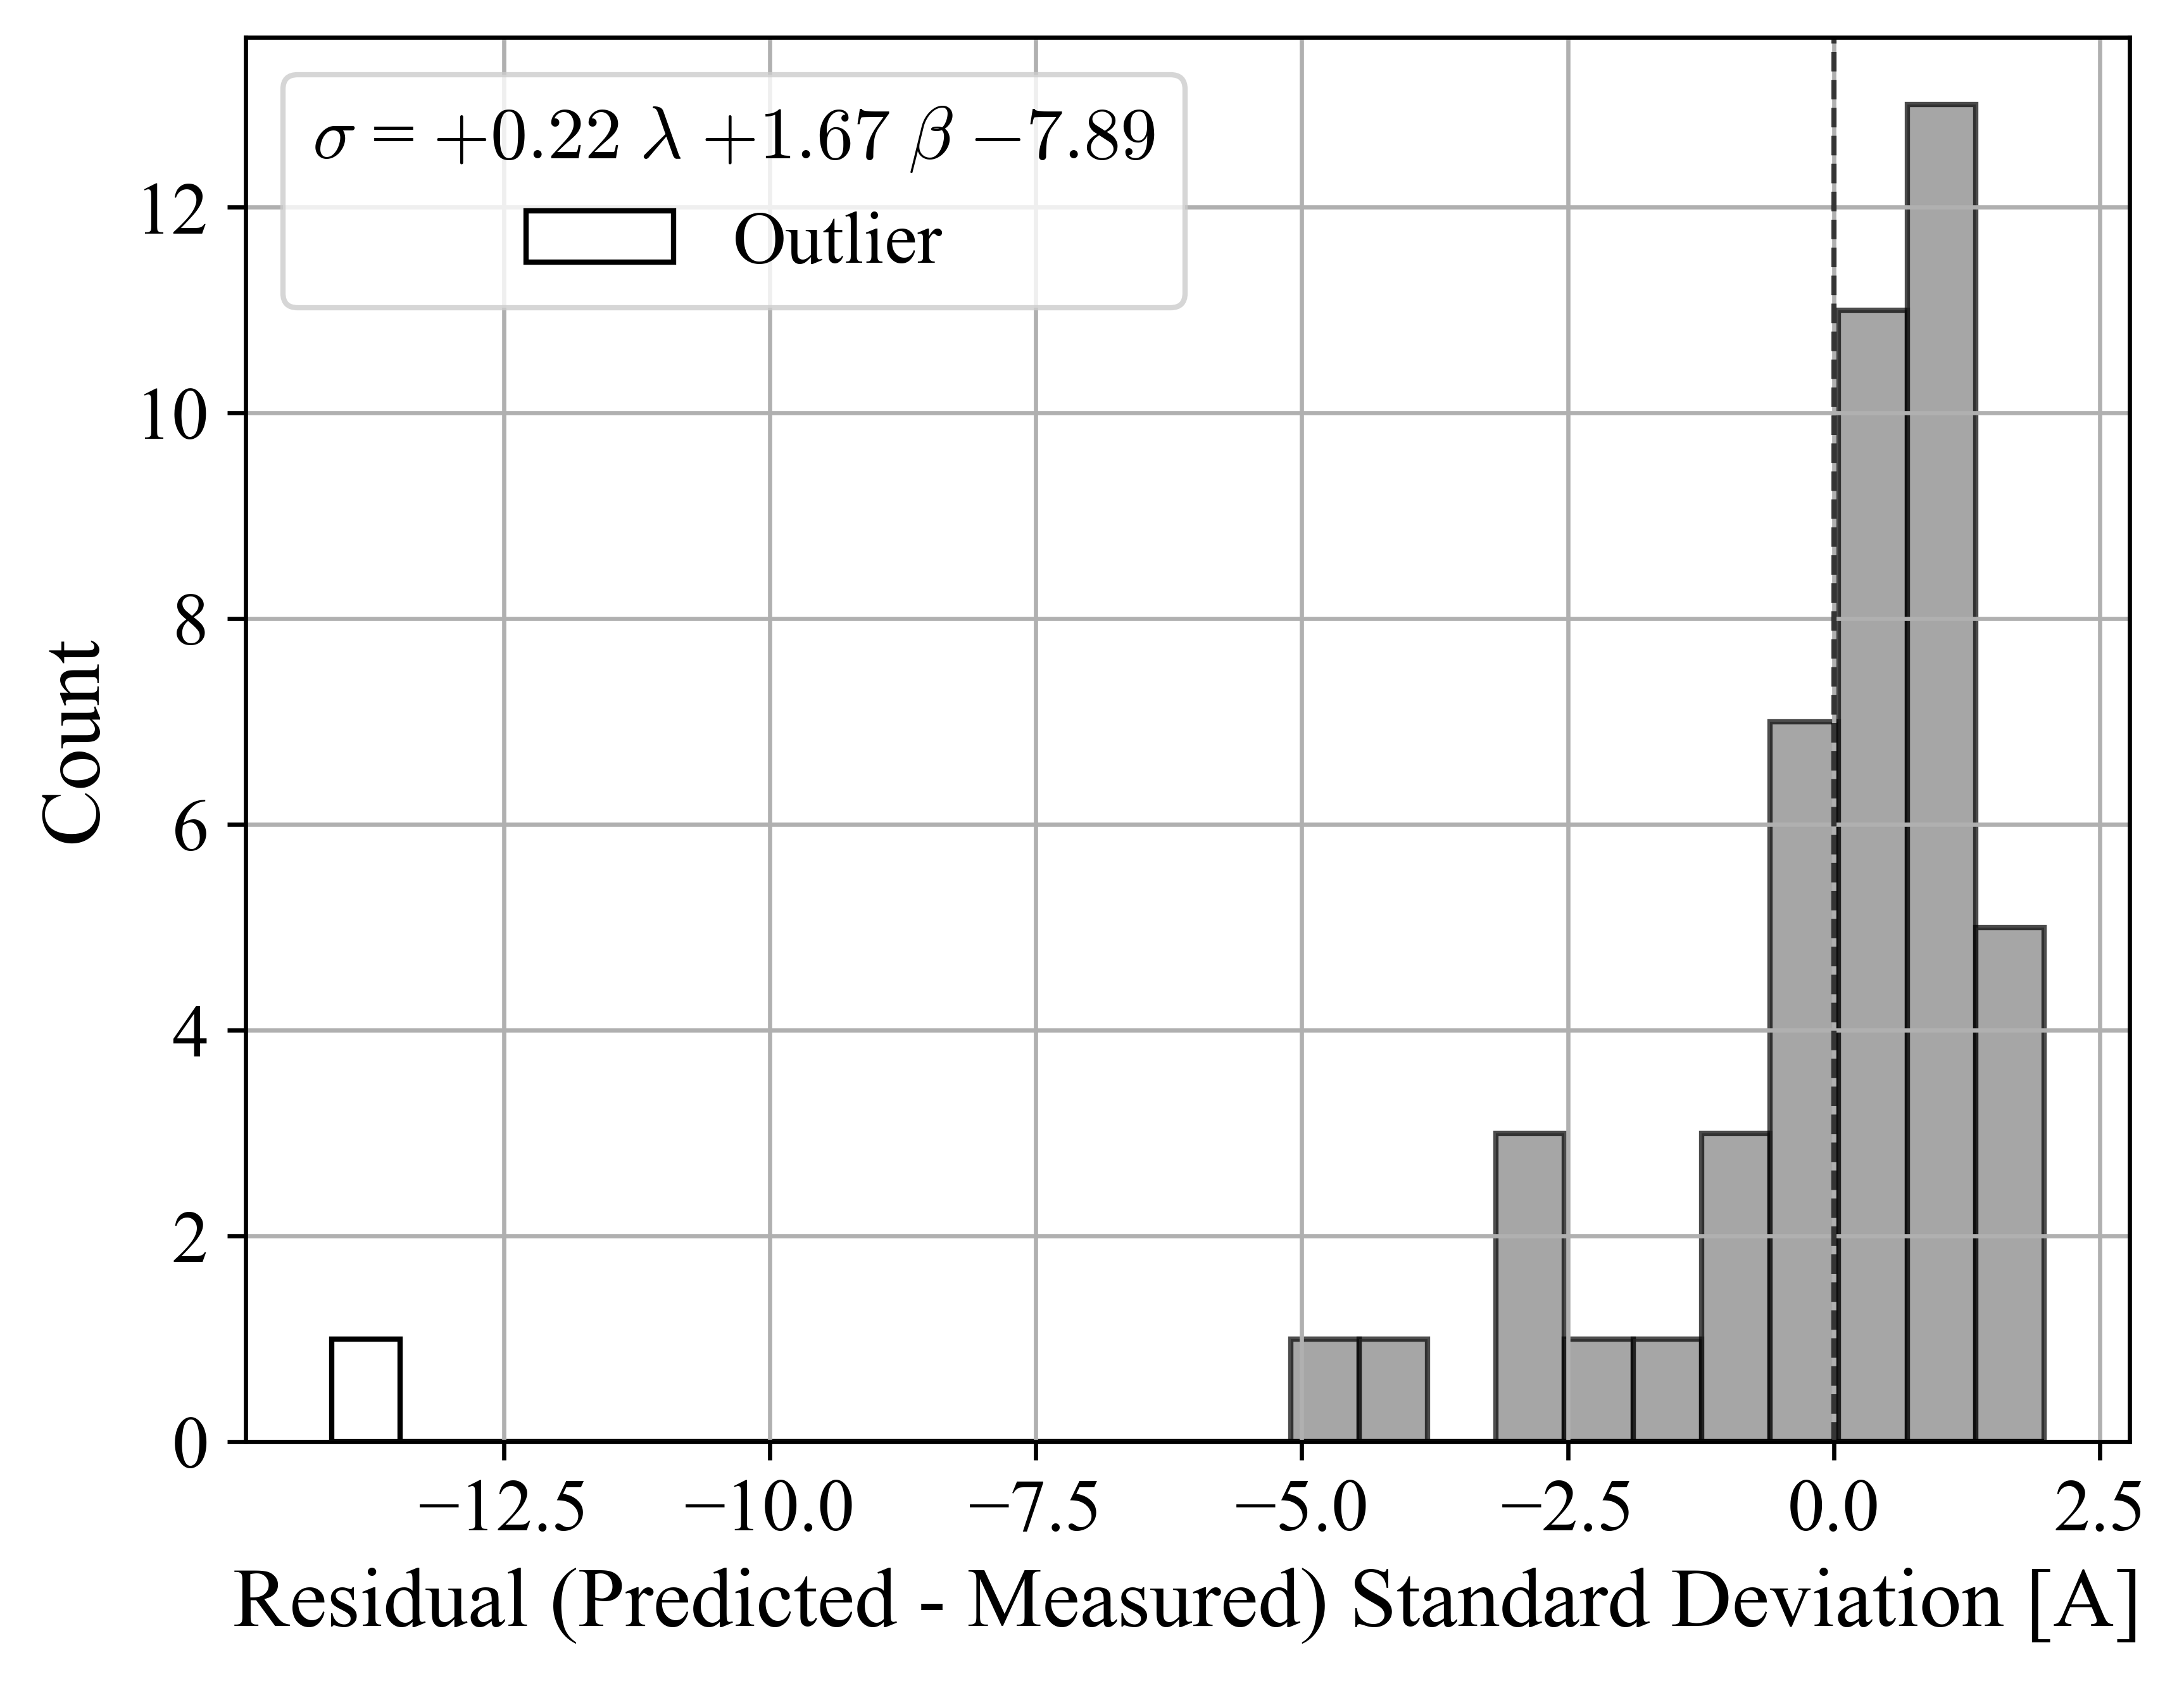 σ = +0.22 λ +1.67 β −7.89
Outlier
Count
12
10
8
6
4
2
0
−12.5 −10.0 −7.5 −5.0 −2.5 0.0 2.5
Residual (Predicted - Measured) Standard Deviation [A]